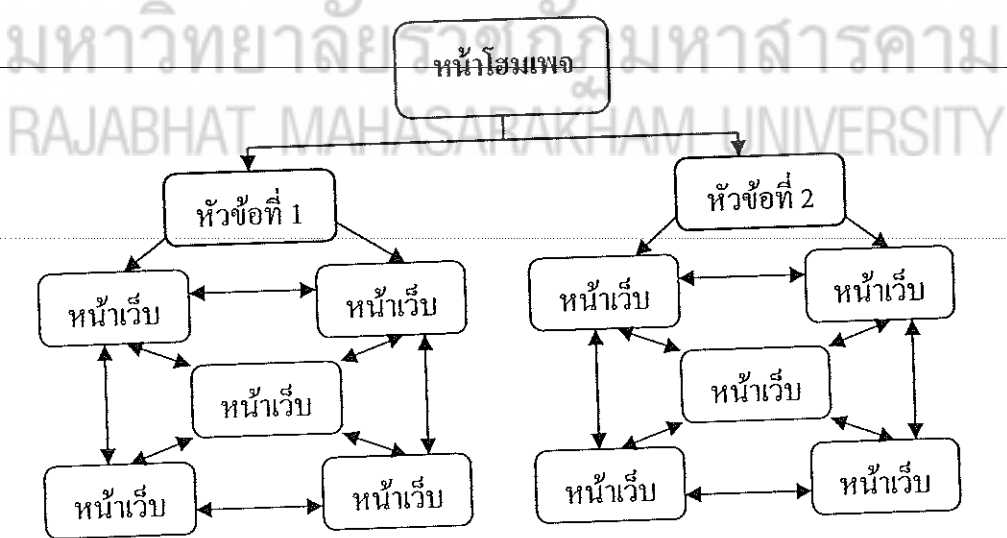 มหาวิทยาลัยราชภัฏมหาสารคาม
RAJABHAT MAHASARAKHAM UNIVERSITY
หน้าโฮมเพจ
หัวข้อที่ 1
หัวข้อที่ 2
หน้าเว็บ
หน้าเว็บ
หน้าเว็บ
หน้าเว็บ
หน้าเว็บ
หน้าเว็บ
หน้าเว็บ
หน้าเว็บ
หน้าเว็บ
หน้าเว็บ